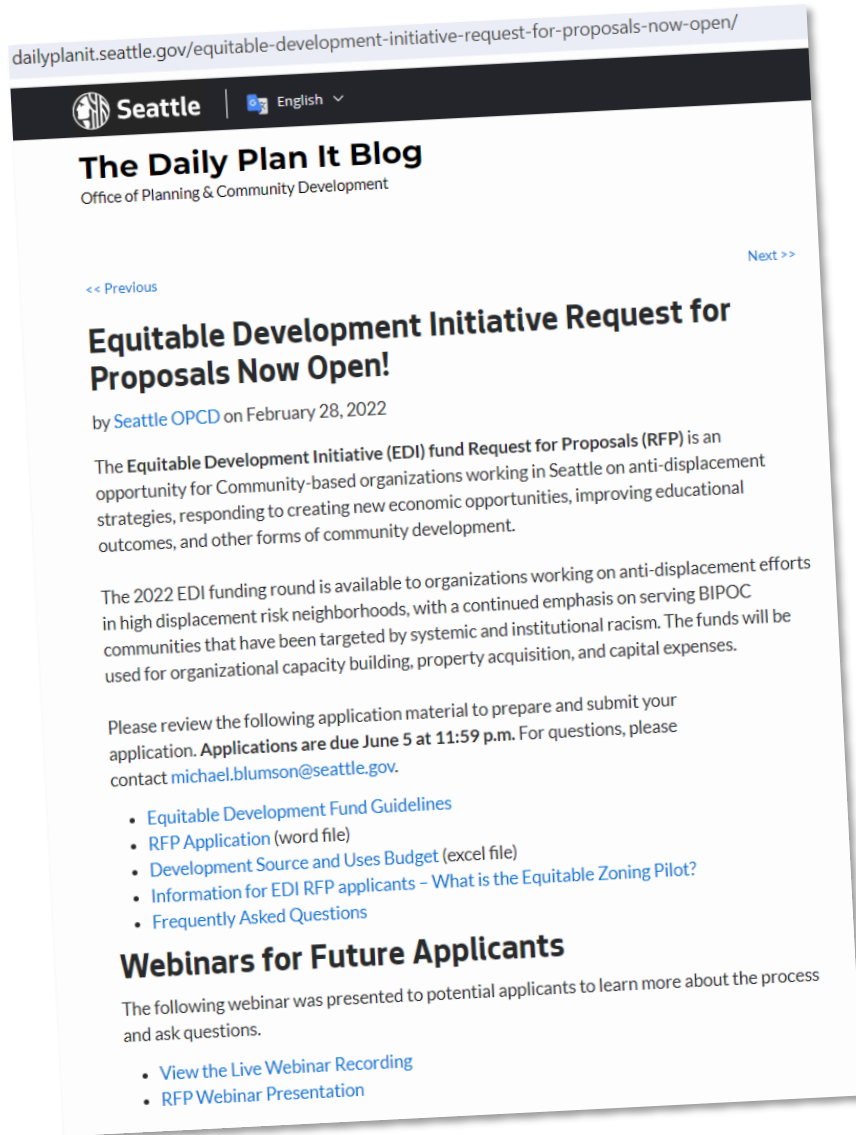 dailyplanit.seattle.gov/equitable-development-initiative-request-for-proposals-now-open/
Seattle
English
The Daily Plan It Blog
Office of Planning & Community Development
<< Previous
Next >>
Equitable Development Initiative Request for
Proposals Now Open!
by Seattle OPCD on February 28, 2022
The Equitable Development Initiative (EDI) fund Request for Proposals (RFP) is an
opportunity for Community-based organizations working in Seattle on anti-displacement
strategies, responding to creating new economic opportunities, improving educational
outcomes, and other forms of community development.
The 2022 EDI funding round is available to organizations working on anti-displacement efforts
in high displacement risk neighborhoods, with a continued emphasis on serving BIPOC
communities that have been targeted by systemic and institutional racism. The funds will be
used for organizational capacity building, property acquisition, and capital expenses.
Please review the following application material to prepare and submit your
application. Applications are due June 5 at 11:59 p.m. For questions, please
contact michael.blumson@seattle.gov.
• Equitable Development Fund Guidelines
• RFP Application (word file)
• Development Source and Uses Budget (excel file)
• Information for EDI RFP applicants – What is the Equitable Zoning Pilot?
• Frequently Asked Questions
Webinars for Future Applicants
The following webinar was presented to potential applicants to learn more about the process
and ask questions.
• View the Live Webinar Recording
• RFP Webinar Presentation